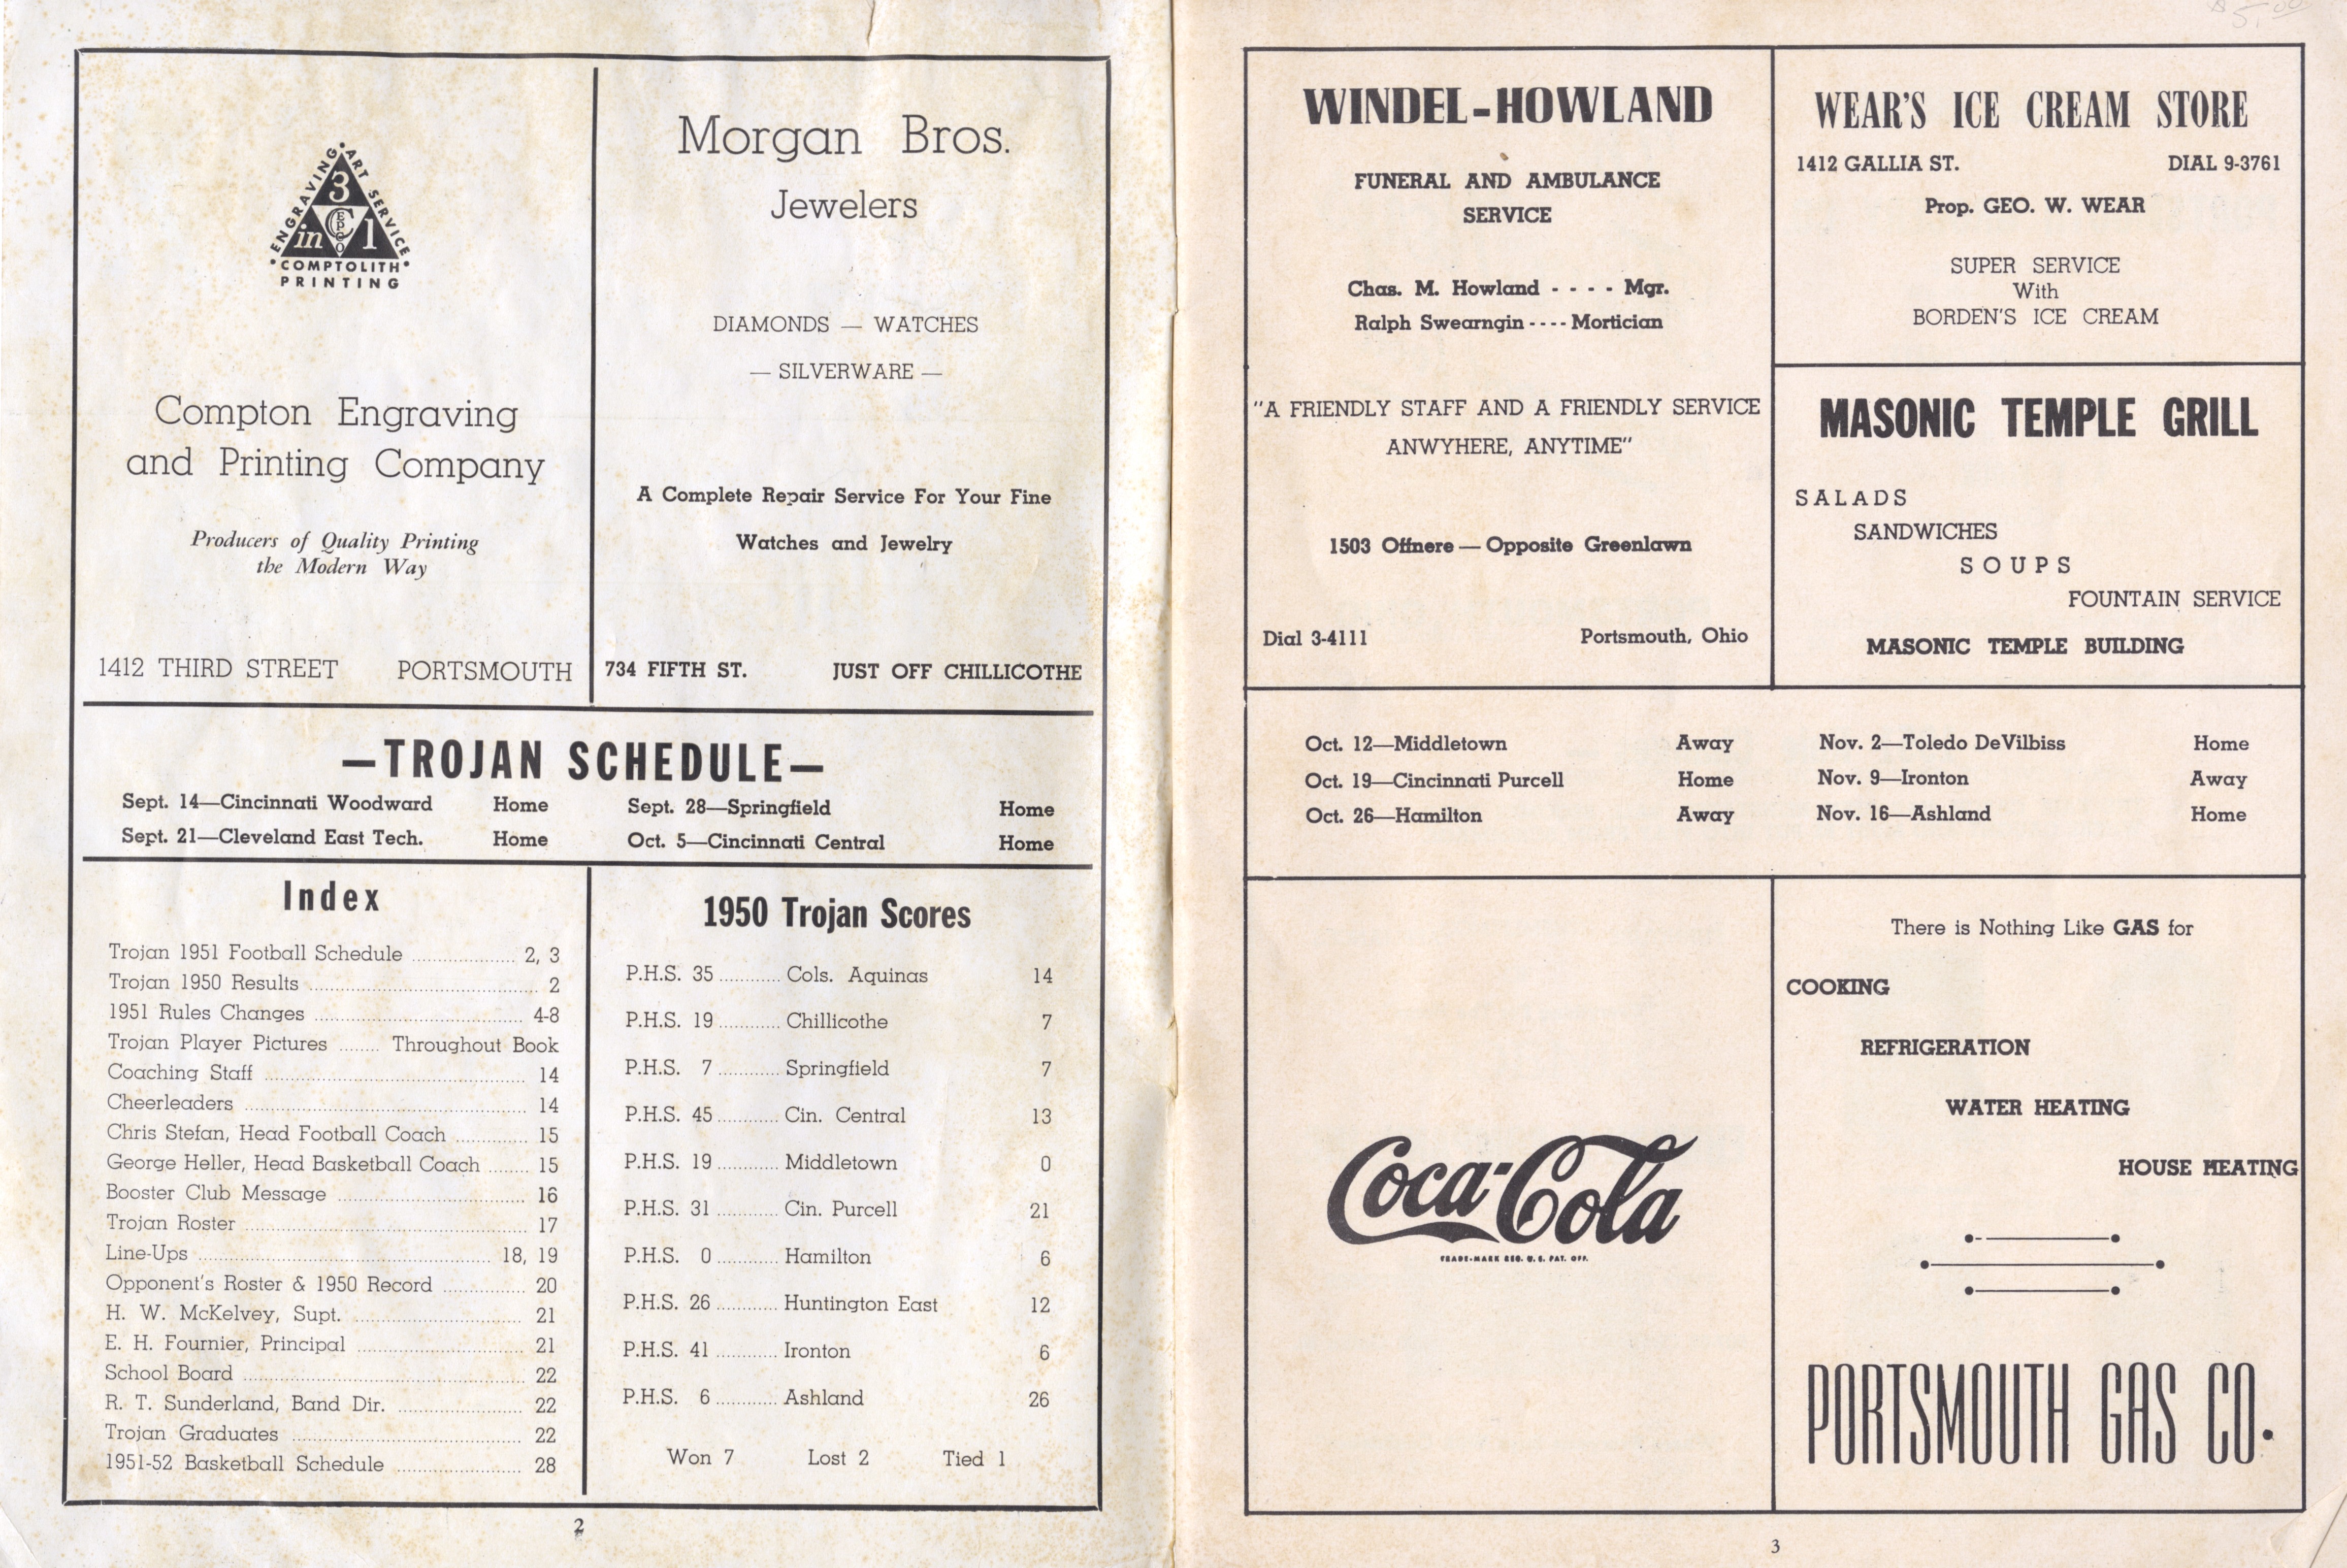 ENGRAVING • ART SERVICE
3
in CEPCO 1
• COMPTOLITH •
PRINTING
Compton Engraving
and Printing Company
Producers of Quality Printing
the Modern Way
1412 THIRD STREET PORTSMOUTH
Morgan Bros.
Jewelers
DIAMONDS — WATCHES
— SILVERWARE —
A Complete Repair Service For Your Fine
Watches and Jewelry
734 FIFTH ST. JUST OFF CHILLICOTHE
—TROJAN SCHEDULE—
Sept. 14—Cincinnati Woodward Home
Sept. 21—Cleveland East Tech. Home
Sept. 28—Springfield Home
Oct. 5—Cincinnati Central Home
Index
Trojan 1951 Football Schedule 2, 3
Trojan 1950 Results 2
1951 Rules Changes 4-8
Trojan Player Pictures Throughout Book
Coaching Staff 14
Cheerleaders 14
Chris Stefan, Head Football Coach 15
George Heller, Head Basketball Coach 15
Booster Club Message 16
Trojan Roster 17
Line-Ups 18, 19
Opponent's Roster & 1950 Record 20
H. W. McKelvey, Supt. 21
E. H. Fournier, Principal 21
School Board 22
R. T. Sunderland, Band Dir. 22
Trojan Graduates 22
1951-52 Basketball Schedule 28
1950 Trojan Scores
P.H.S. 35 Cols. Aquinas 14
P.H.S. 19 Chillicothe 7
P.H.S. 7 Springfield 7
P.H.S. 45 Cin. Central 13
P.H.S. 19 Middletown 0
P.H.S. 31 Cin. Purcell 21
P.H.S. 0 Hamilton 6
P.H.S. 26 Huntington East 12
P.H.S. 41 Ironton 6
P.H.S. 6 Ashland 26
Won 7 Lost 2 Tied 1
2
$5.00
WINDEL-HOWLAND
FUNERAL AND AMBULANCE
SERVICE
Chas. M. Howland - - - - Mgr.
Ralph Swearngin - - - - Mortician
"A FRIENDLY STAFF AND A FRIENDLY SERVICE
ANWYHERE, ANYTIME"
1503 Offnere — Opposite Greenlawn
Dial 3-4111 Portsmouth, Ohio
WEAR'S ICE CREAM STORE
1412 GALLIA ST. DIAL 9-3761
Prop. GEO. W. WEAR
SUPER SERVICE
With
BORDEN'S ICE CREAM
MASONIC TEMPLE GRILL
SALADS
SANDWICHES
SOUPS
FOUNTAIN SERVICE
MASONIC TEMPLE BUILDING
Oct. 12—Middletown Away
Oct. 19—Cincinnati Purcell Home
Oct. 26—Hamilton Away
Nov. 2—Toledo DeVilbiss Home
Nov. 9—Ironton Away
Nov. 16—Ashland Home
Coca-Cola
TRADE-MARK REG. U.S. PAT. OFF.
There is Nothing Like GAS for
COOKING
REFRIGERATION
WATER HEATING
HOUSE HEATING
PORTSMOUTH GAS CO.
3